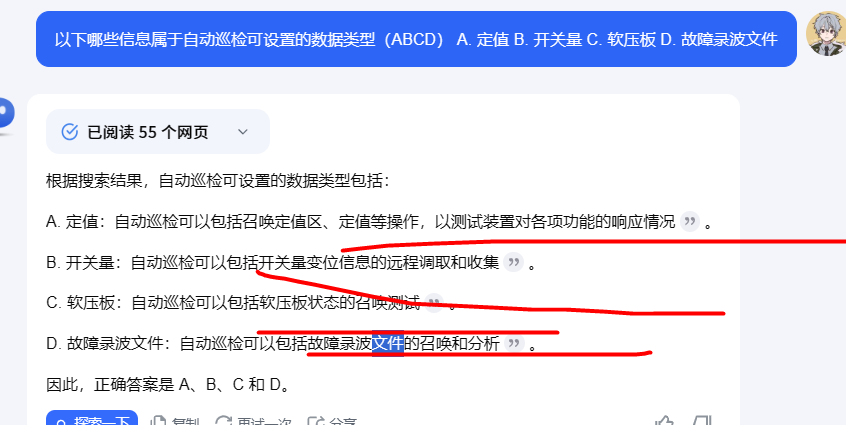 以下哪些信息属于自动巡检可设置的数据类型（ABCD） A. 定值 B. 开关量 C. 软压板 D. 故障录波文件
已阅读 55 个网页
根据搜索结果，自动巡检可设置的数据类型包括：
A. 定值：自动巡检可以包括召唤定值区、定值等操作，以测试装置对各项功能的响应情况 。
B. 开关量：自动巡检可以包括开关量变位信息的远程调取和收集 。
C. 软压板：自动巡检可以包括软压板状态的召唤测试 。
D. 故障录波文件：自动巡检可以包括故障录波文件的召唤和分析 。
因此，正确答案是 A、B、C 和 D。
探索一下 复制 再试一次 分享